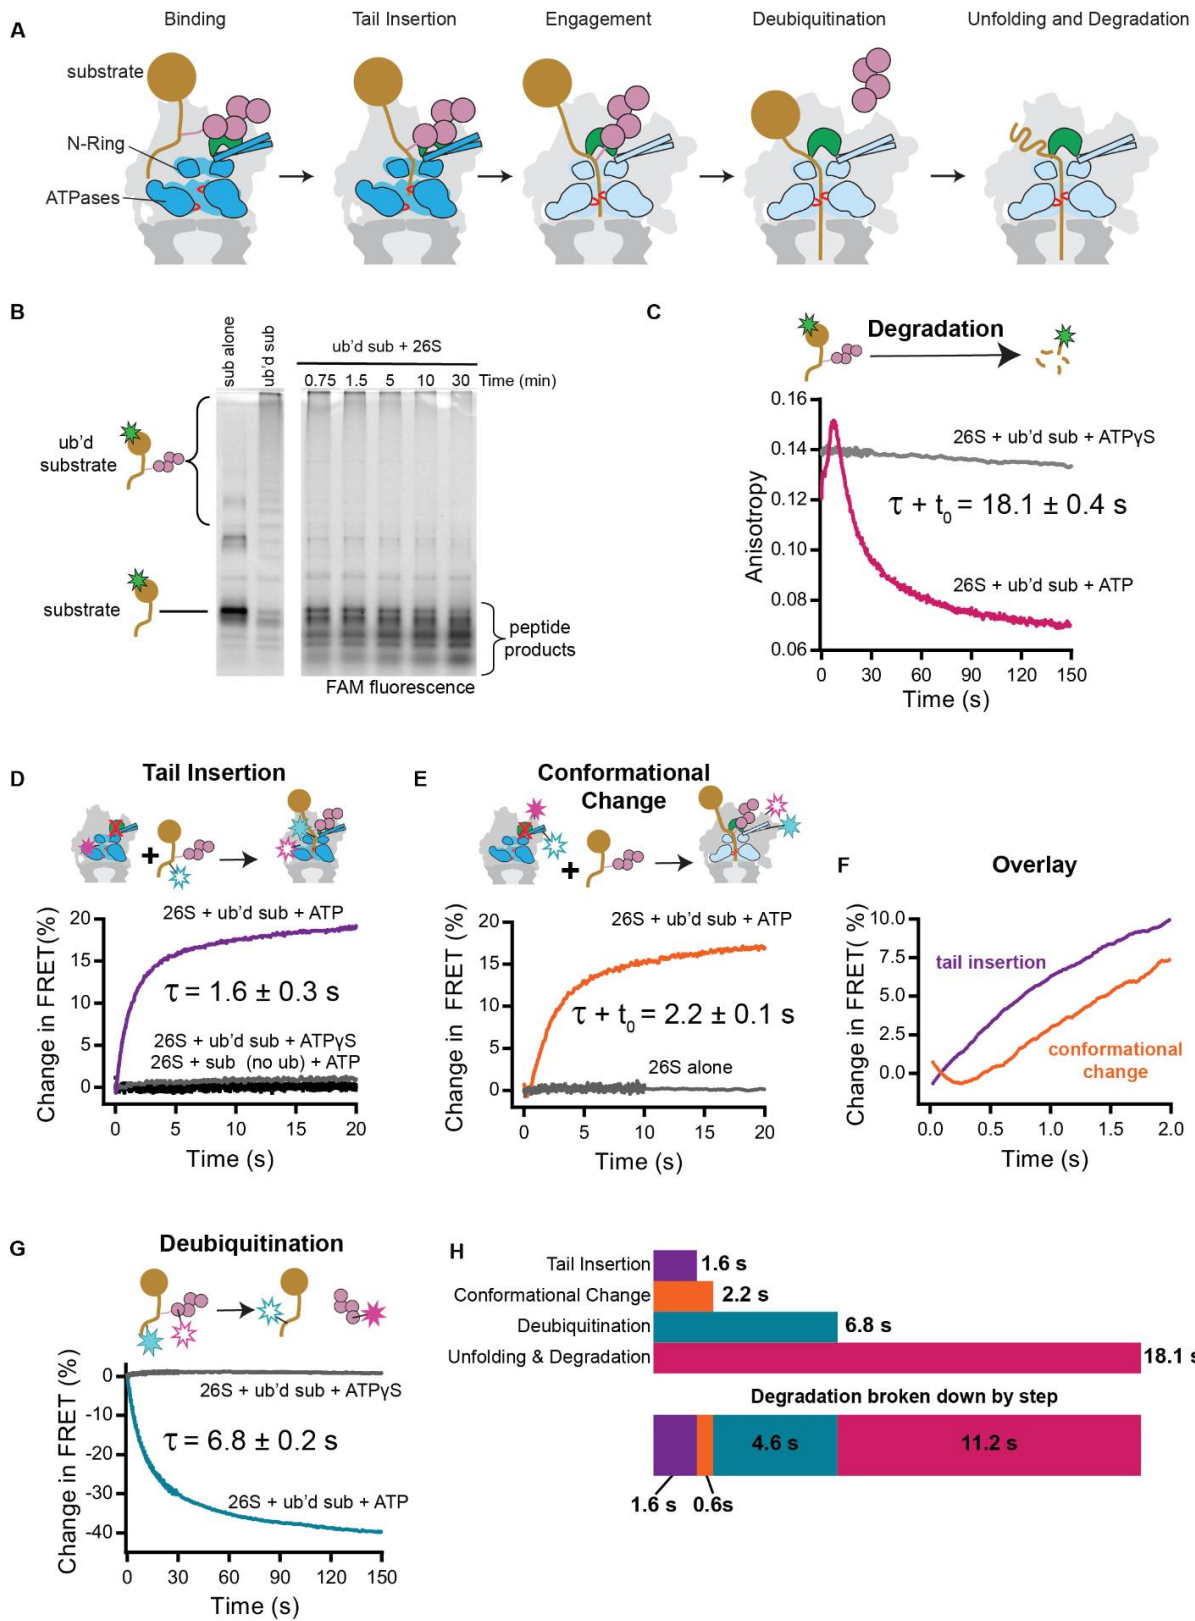 A
Binding
Tail Insertion
Engagement
Deubiquitination
Unfolding and Degradation
substrate
N-Ring
ATPases
B
sub alone
ub'd sub
ub'd sub + 26S
0.75 1.5 5 10 30 Time (min)
ub'd
substrate
substrate
peptide
products
FAM fluorescence
C
Degradation
0.16
0.14
0.12
0.10
0.08
0.06
Anisotropy
26S + ub'd sub + ATPγS
τ + t0 = 18.1 ± 0.4 s
26S + ub'd sub + ATP
0 30 60 90 120 150
Time (s)
D
Tail Insertion
+
20
15
10
5
0
Change in FRET(%)
26S + ub'd sub + ATP
τ = 1.6 ± 0.3 s
26S + ub'd sub + ATPγS
26S + sub (no ub) + ATP
0 5 10 15 20
Time (s)
E
Conformational
Change
+
20
15
10
5
0
Change in FRET (%)
26S + ub'd sub + ATP
τ + t0 = 2.2 ± 0.1 s
26S alone
0 5 10 15 20
Time (s)
F
Overlay
10.0
7.5
5.0
2.5
0.0
Change in FRET( %)
tail insertion
conformational
change
0.0 0.5 1.0 1.5 2.0
Time (s)
G
Deubiquitination
0
-10
-20
-30
-40
Change in FRET (%)
26S + ub'd sub + ATPγS
τ = 6.8 ± 0.2 s
26S + ub'd sub + ATP
0 30 60 90 120 150
Time (s)
H
Tail Insertion 1.6 s
Conformational Change 2.2 s
Deubiquitination 6.8 s
Unfolding & Degradation 18.1 s
Degradation broken down by step
4.6 s 11.2 s
1.6 s 0.6s